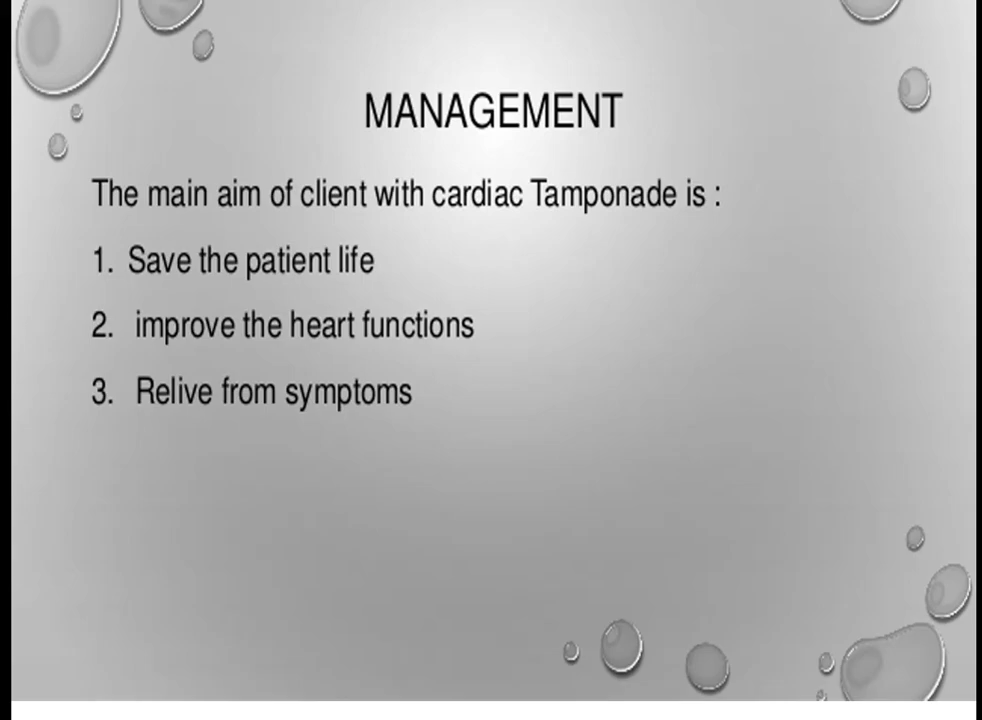 MANAGEMENT
The main aim of client with cardiac Tamponade is :
1. Save the patient life
2. improve the heart functions
3. Relive from symptoms